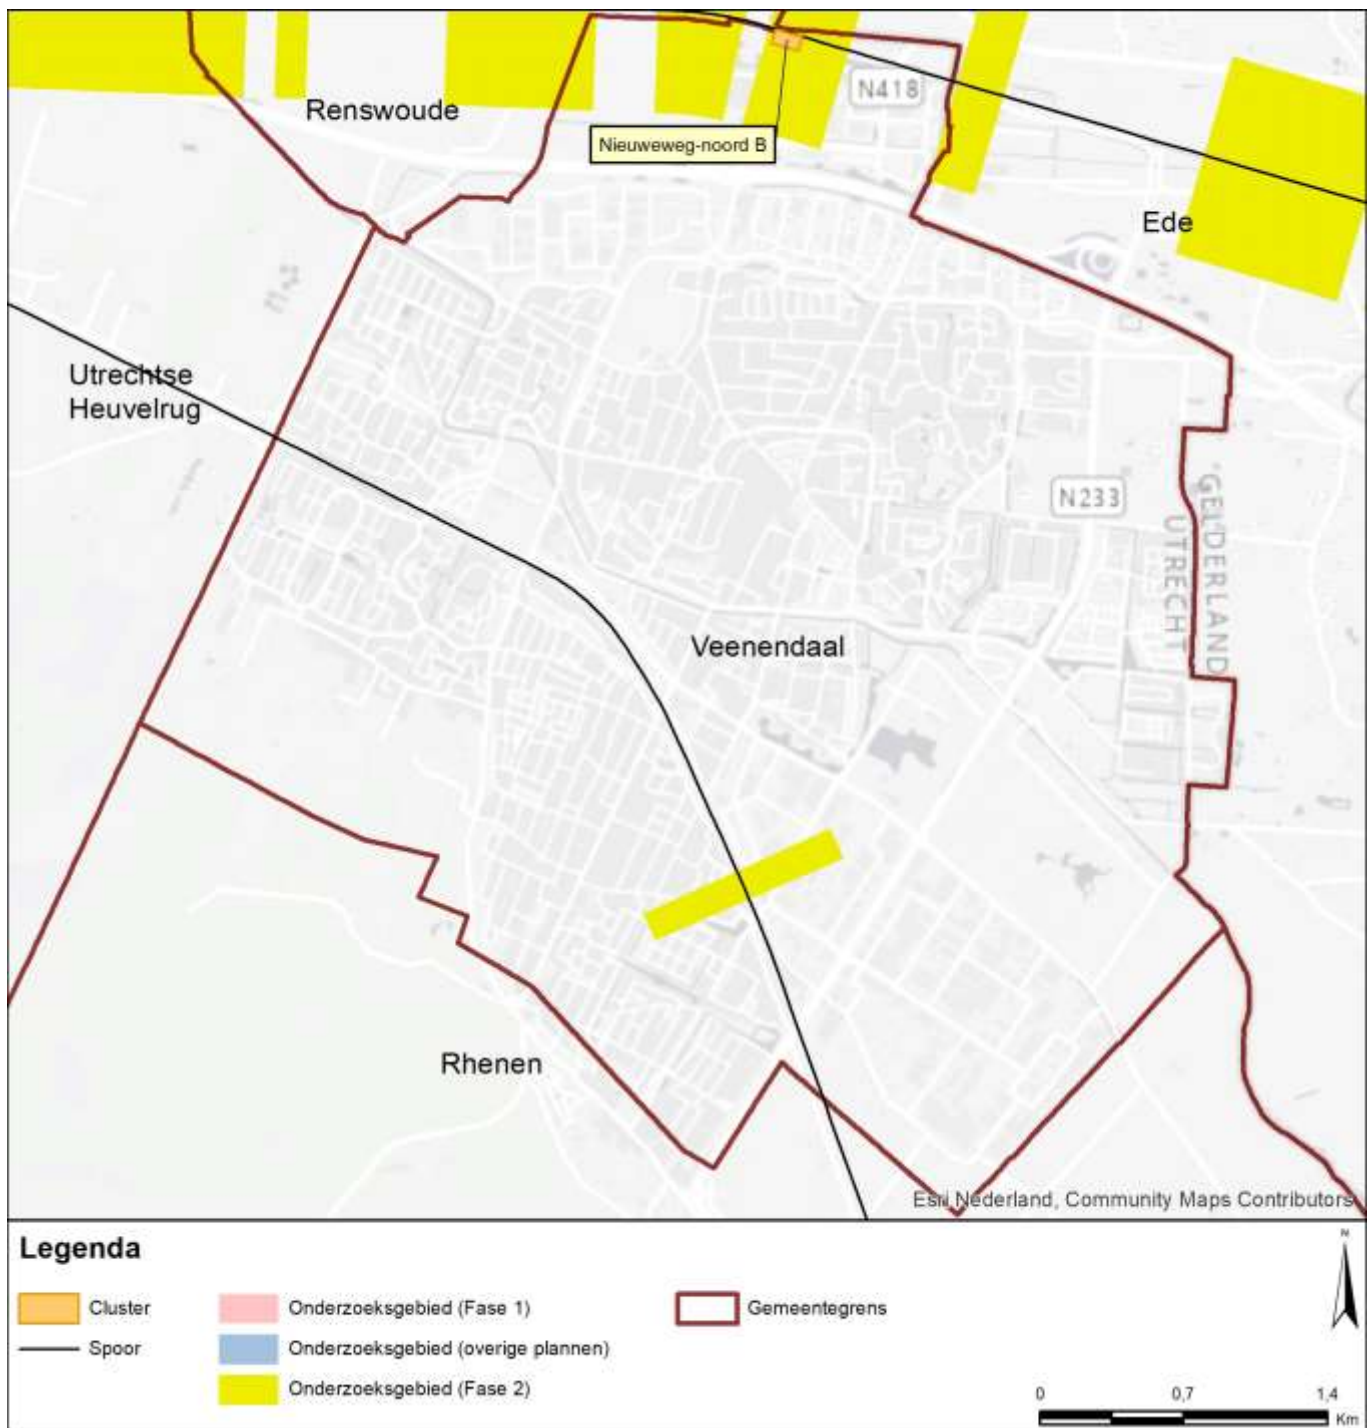 Renswoude
N418
Nieuweweg-noord B
Ede
Utrechtse
Heuvelrug
N233
GELDERLAND
UTRECHT
Veenendaal
Rhenen
Esri Nederland, Community Maps Contributors
Legenda
N
Cluster
Onderzoeksgebied (Fase 1)
Gemeentegrens
Spoor
Onderzoeksgebied (overige plannen)
Onderzoeksgebied (Fase 2)
0 0,7 1,4
Km